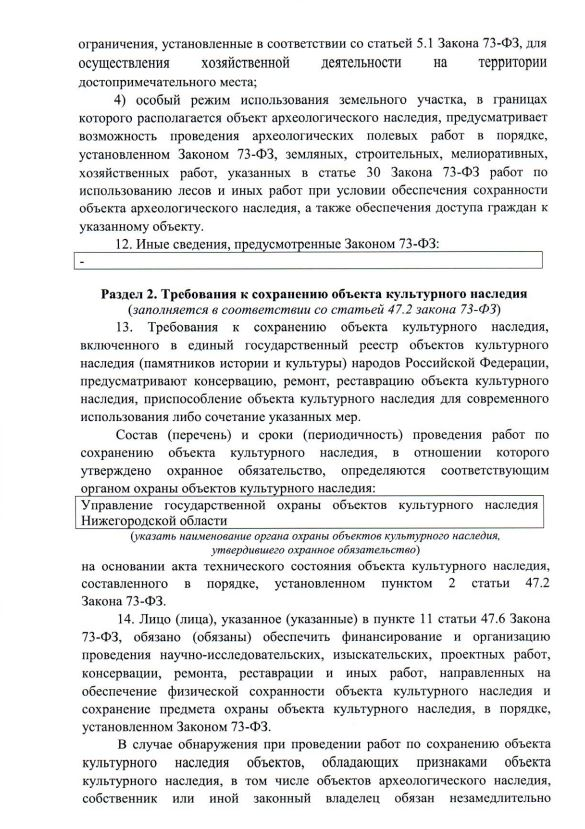 ограничения, установленные в соответствии со статьей 5.1 Закона 73-ФЗ, для
осуществления хозяйственной деятельности на территории
достопримечательного места;
4) особый режим использования земельного участка, в границах
которого располагается объект археологического наследия, предусматривает
возможность проведения археологических полевых работ в порядке,
установленном Законом 73-ФЗ, земляных, строительных, мелиоративных,
хозяйственных работ, указанных в статье 30 Закона 73-ФЗ работ по
использованию лесов и иных работ при условии обеспечения сохранности
объекта археологического наследия, а также обеспечения доступа граждан к
указанному объекту.
12. Иные сведения, предусмотренные Законом 73-ФЗ:
-
Раздел 2. Требования к сохранению объекта культурного наследия
(заполняется в соответствии со статьей 47.2 закона 73-ФЗ)
13. Требования к сохранению объекта культурного наследия,
включенного в единый государственный реестр объектов культурного
наследия (памятников истории и культуры) народов Российской Федерации,
предусматривают консервацию, ремонт, реставрацию объекта культурного
наследия, приспособление объекта культурного наследия для современного
использования либо сочетание указанных мер.
Состав (перечень) и сроки (периодичность) проведения работ по
сохранению объекта культурного наследия, в отношении которого
утверждено охранное обязательство, определяются соответствующим
органом охраны объектов культурного наследия:
Управление государственной охраны объектов культурного наследия
Нижегородской области
(указать наименование органа охраны объектов культурного наследия,
утвердившего охранное обязательство)
на основании акта технического состояния объекта культурного наследия,
составленного в порядке, установленном пунктом 2 статьи 47.2
Закона 73-ФЗ.
14. Лицо (лица), указанное (указанные) в пункте 11 статьи 47.6 Закона
73-ФЗ, обязано (обязаны) обеспечить финансирование и организацию
проведения научно-исследовательских, изыскательских, проектных работ,
консервации, ремонта, реставрации и иных работ, направленных на
обеспечение физической сохранности объекта культурного наследия и
сохранение предмета охраны объекта культурного наследия, в порядке,
установленном Законом 73-ФЗ.
В случае обнаружения при проведении работ по сохранению объекта
культурного наследия объектов, обладающих признаками объекта
культурного наследия, в том числе объектов археологического наследия,
собственник или иной законный владелец обязан незамедлительно